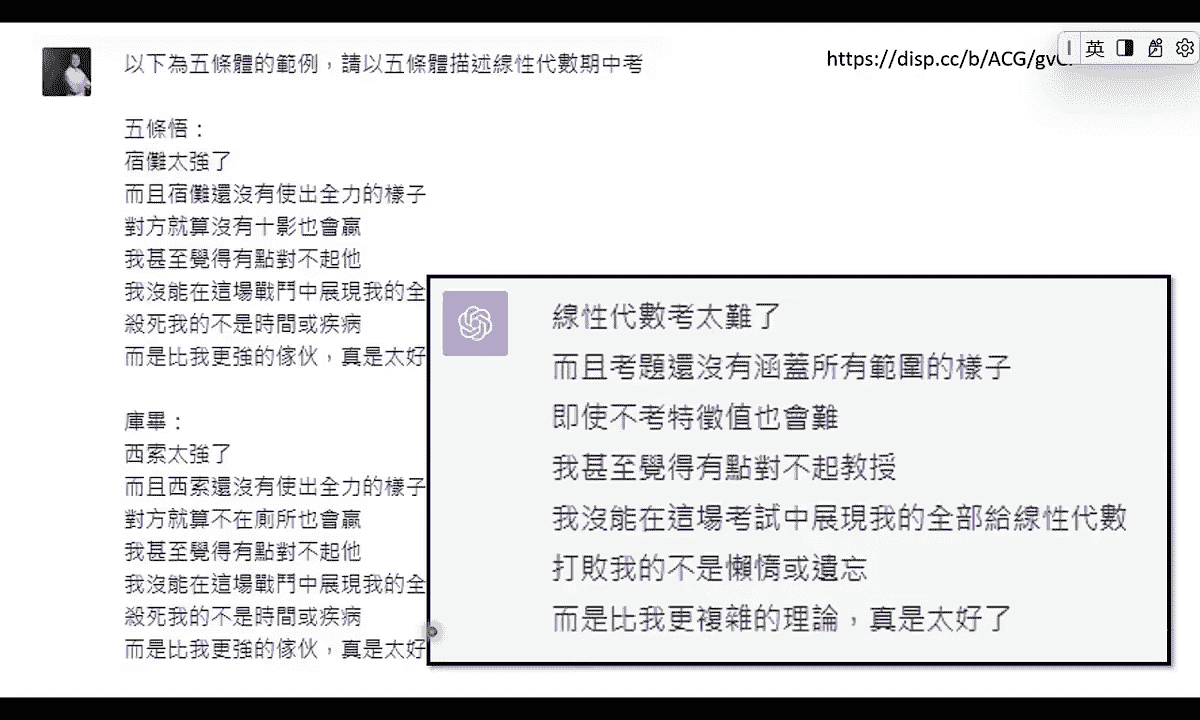 以下為五條體的範例，請以五條體描述線性代數期中考
https://disp.cc/b/ACG/gv
英
五條悟：
宿儺太強了
而且宿儺還沒有使出全力的樣子
對方就算沒有十影也會贏
我甚至覺得有點對不起他
我沒能在這場戰鬥中展現我的全
殺死我的不是時間或疾病
而是比我更強的傢伙，真是太好
庫畢：
西索太強了
而且西索還沒有使出全力的樣子
對方就算不在廁所也會贏
我甚至覺得有點對不起他
我沒能在這場戰鬥中展現我的全
殺死我的不是時間或疾病
而是比我更強的傢伙，真是太好
線性代數考太難了
而且考題還沒有涵蓋所有範圍的樣子
即使不考特徵值也會難
我甚至覺得有點對不起教授
我沒能在這場考試中展現我的全部給線性代數
打敗我的不是懶惰或遺忘
而是比我更複雜的理論，真是太好了